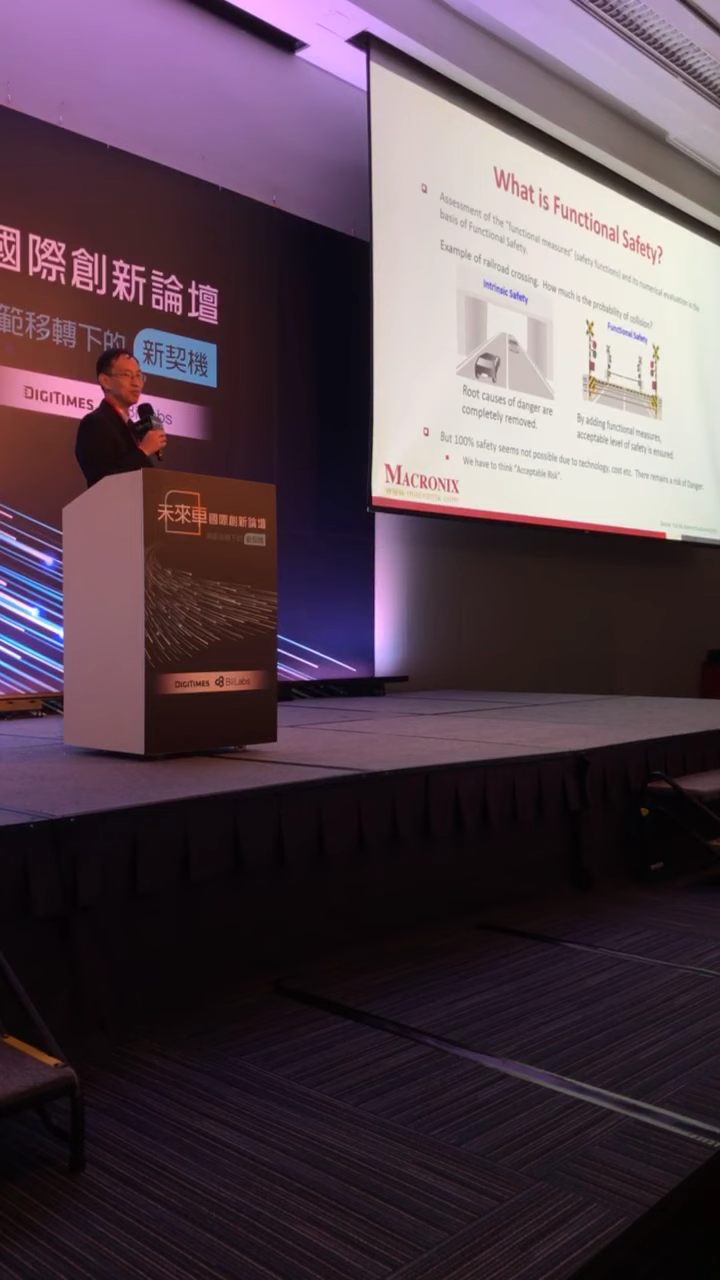 國際創新論壇
範移轉下的 新契機
DIGITIMES
未來車 國際創新論壇
新契機
DIGITIMES BiiLabs
What is Functional Safety?
Assessment of the "functional measures" (safety functions) and its numerical evaluation is the
basis of Functional Safety.
Example of railroad crossing. How much is the probability of collision?
Intrinsic Safety
Functional Safety
Root causes of danger are
completely removed.
By adding functional measures,
acceptable level of safety is ensured.
But 100% safety seems not possible due to technology, cost etc. There remains a risk of Danger.
We have to think "Acceptable Risk".
MACRONIX